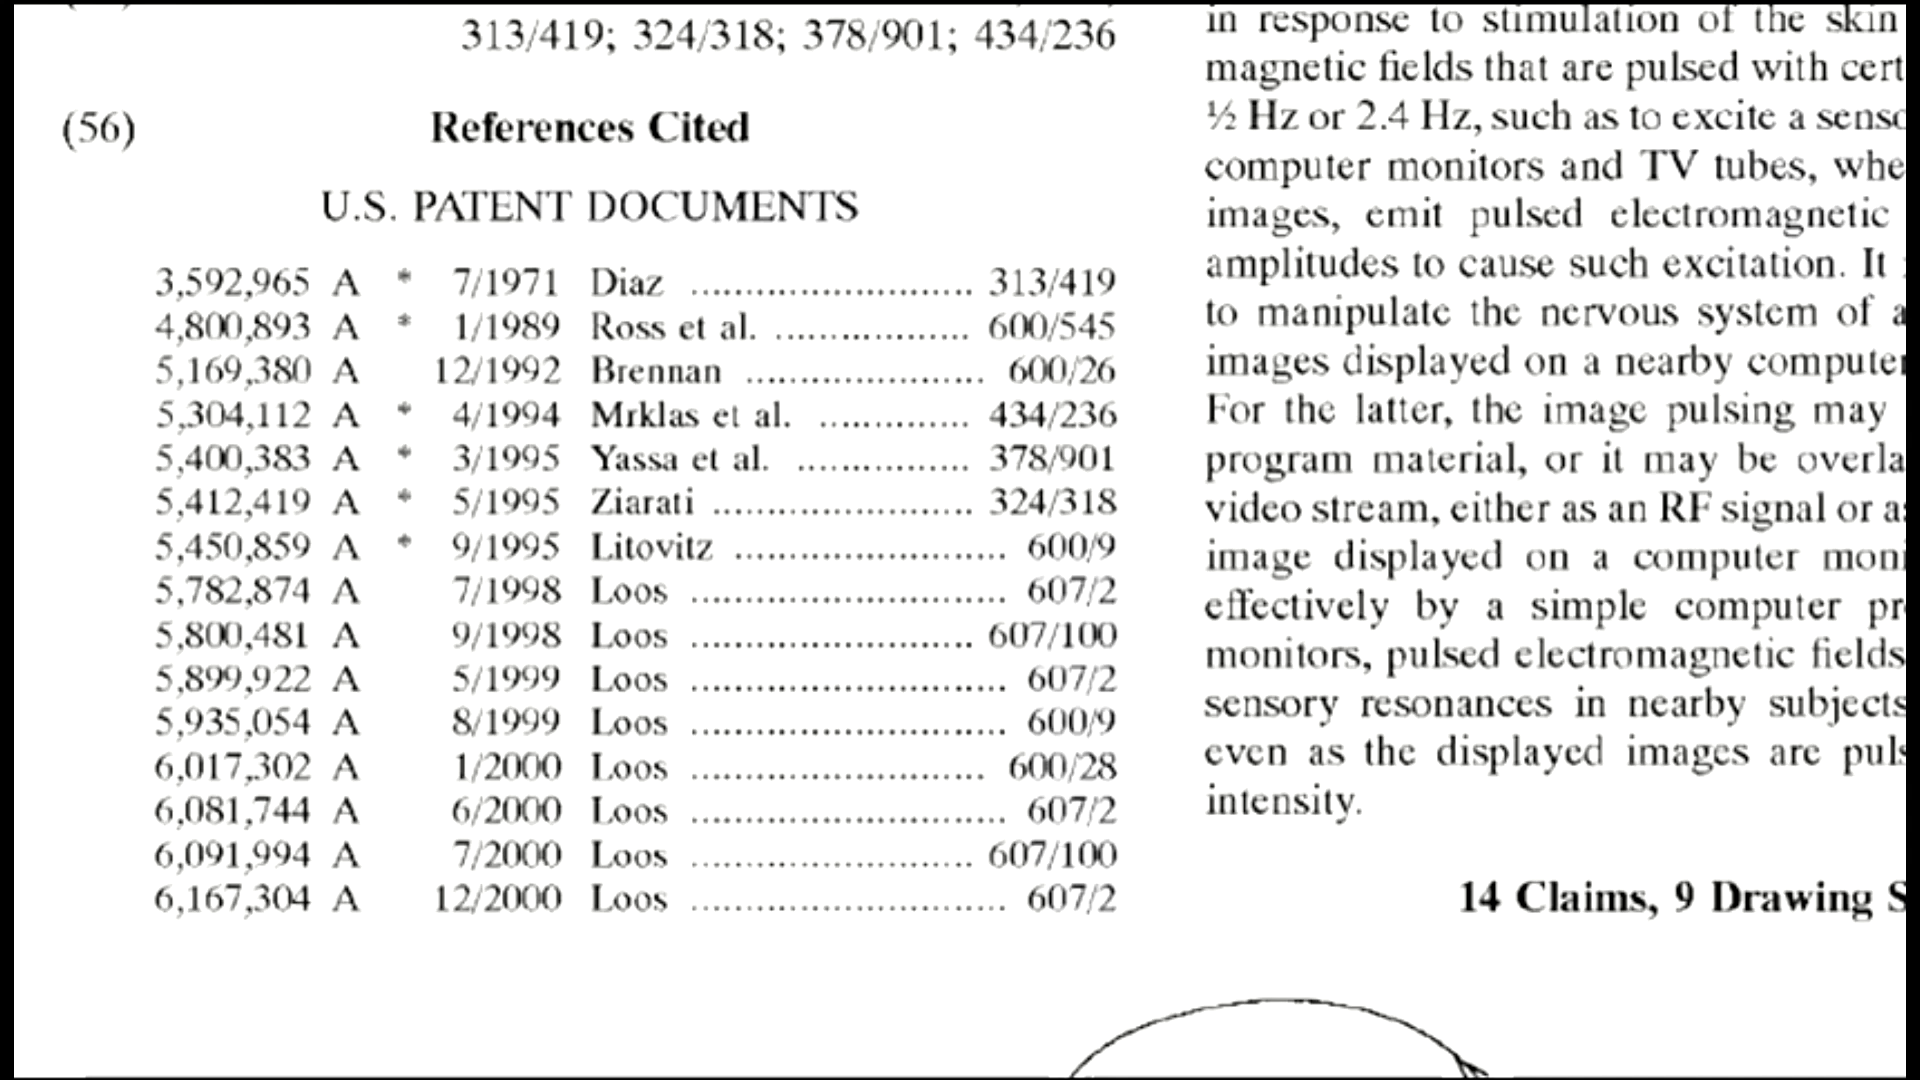 313/419; 324/318; 378/901; 434/236
(56) References Cited
U.S. PATENT DOCUMENTS
3,592,965 A * 7/1971 Diaz .......................... 313/419
4,800,893 A * 1/1989 Ross et al. .................. 600/545
5,169,380 A 12/1992 Brennan ...................... 600/26
5,304,112 A * 4/1994 Mrklas et al. .............. 434/236
5,400,383 A * 3/1995 Yassa et al. ................ 378/901
5,412,419 A * 5/1995 Ziarati ........................ 324/318
5,450,859 A * 9/1995 Litovitz ......................... 600/9
5,782,874 A 7/1998 Loos ............................. 607/2
5,800,481 A 9/1998 Loos .......................... 607/100
5,899,922 A 5/1999 Loos ............................. 607/2
5,935,054 A 8/1999 Loos ............................. 600/9
6,017,302 A 1/2000 Loos ........................... 600/28
6,081,744 A 6/2000 Loos ............................. 607/2
6,091,994 A 7/2000 Loos .......................... 607/100
6,167,304 A 12/2000 Loos ............................. 607/2
in response to stimulation of the skin
magnetic fields that are pulsed with cert
½ Hz or 2.4 Hz, such as to excite a senso
computer monitors and TV tubes, whe
images, emit pulsed electromagnetic
amplitudes to cause such excitation. It
to manipulate the nervous system of a
images displayed on a nearby computer
For the latter, the image pulsing may
program material, or it may be overla
video stream, either as an RF signal or as
image displayed on a computer moni
effectively by a simple computer pr
monitors, pulsed electromagnetic fields
sensory resonances in nearby subjects
even as the displayed images are puls
intensity.
14 Claims, 9 Drawing S